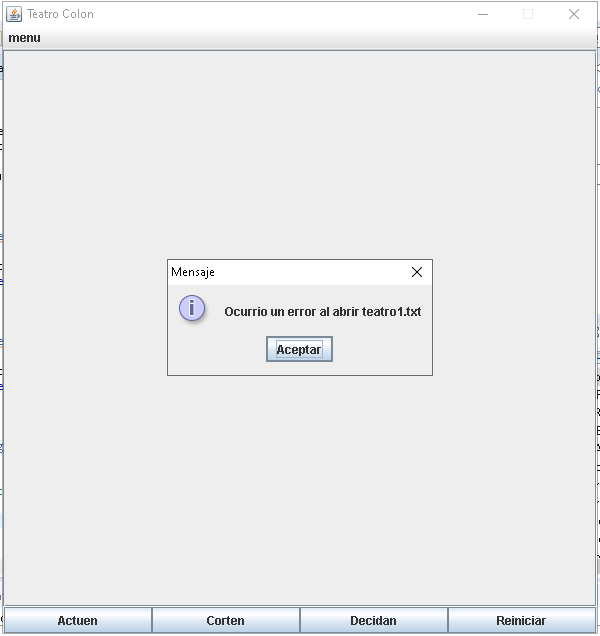 Teatro Colon
menu
Mensaje
Ocurrio un error al abrir teatro1.txt
Aceptar
Actuen
Corten
Decidan
Reiniciar